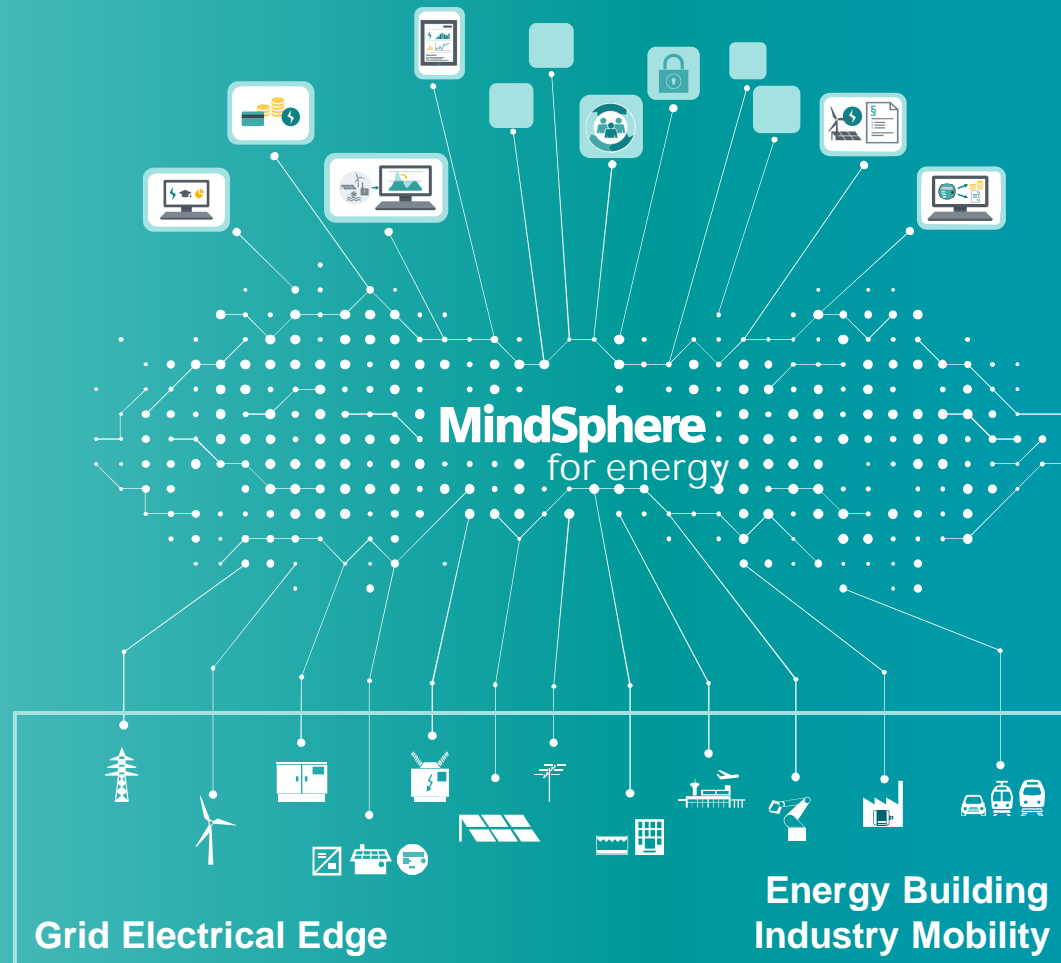 §
MindSphere
for energy
Energy Building
Grid Electrical Edge
Industry Mobility